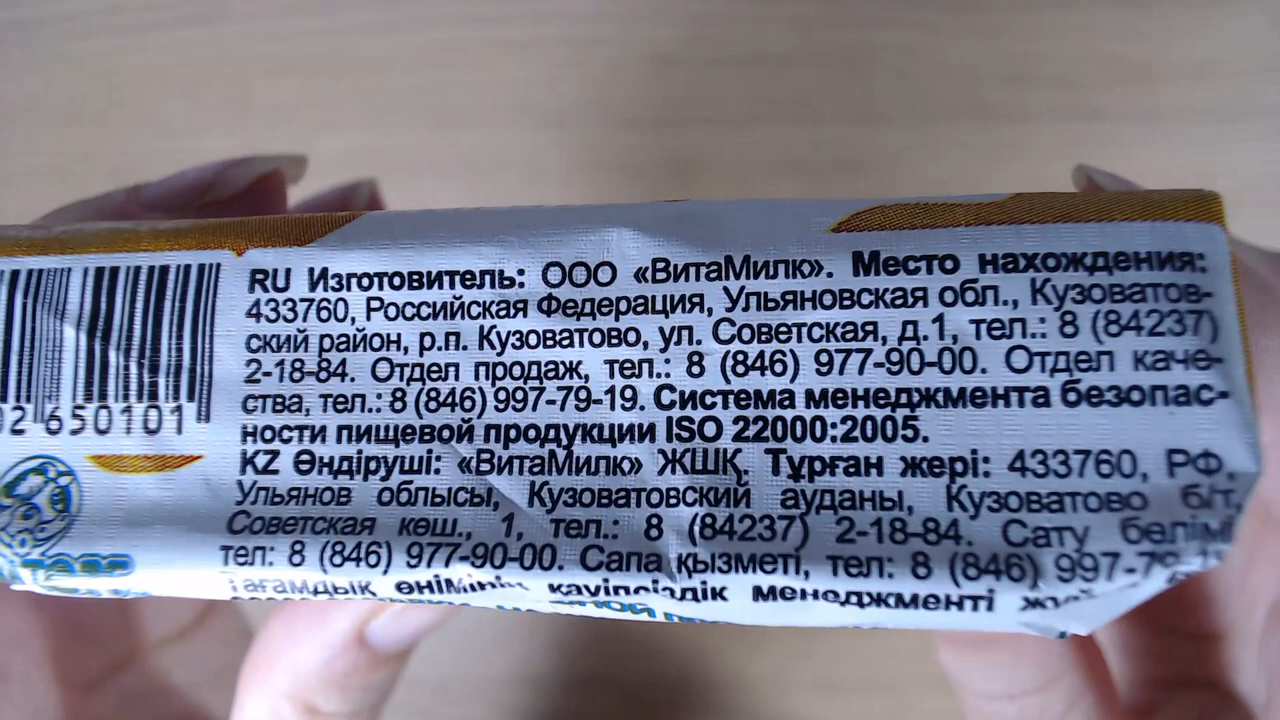 RU Изготовитель: ООО «ВитаМилк». Место нахождения:
433760, Российская Федерация, Ульяновская обл., Кузоватов-
ский район, р.п. Кузоватово, ул. Советская, д.1, тел.: 8 (84237)
2-18-84. Отдел продаж, тел.: 8 (846) 977-90-00. Отдел каче-
ства, тел.: 8 (846) 997-79-19. Система менеджмента безопас-
ности пищевой продукции ISO 22000:2005.
KZ Өндіруші: «ВитаМилк» ЖШҚ. Тұрған жері: 433760, РФ,
Ульянов облысы, Кузоватовский ауданы, Кузоватово б/т,
Советская көш., 1, тел.: 8 (84237) 2-18-84. Сату бөлімі
тел: 8 (846) 977-90-00. Сапа қызметі, тел: 8 (846)
Тағамдық өнімінің қауіпсіздік менеджменті
650101